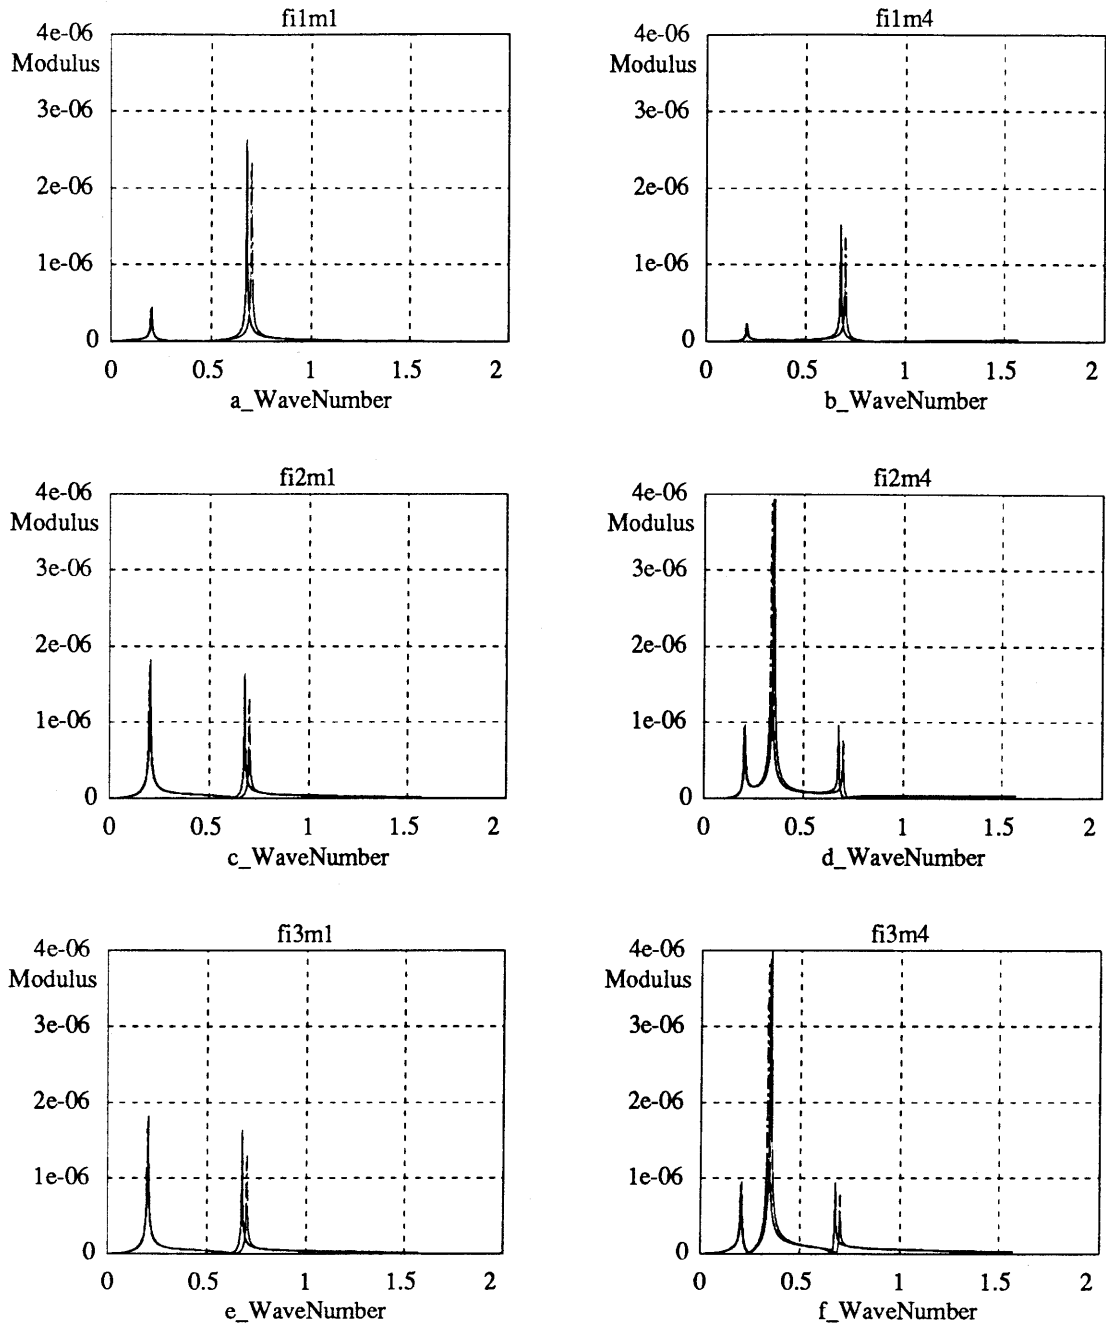 fi1m1
4e-06
Modulus
3e-06
2e-06
1e-06
0
0 0.5 1 1.5 2
a_WaveNumber
fi1m4
4e-06
Modulus
3e-06
2e-06
1e-06
0
0 0.5 1 1.5 2
b_WaveNumber
fi2m1
4e-06
Modulus
3e-06
2e-06
1e-06
0
0 0.5 1 1.5 2
c_WaveNumber
fi2m4
4e-06
Modulus
3e-06
2e-06
1e-06
0
0 0.5 1 1.5 2
d_WaveNumber
fi3m1
4e-06
Modulus
3e-06
2e-06
1e-06
0
0 0.5 1 1.5 2
e_WaveNumber
fi3m4
4e-06
Modulus
3e-06
2e-06
1e-06
0
0 0.5 1 1.5 2
f_WaveNumber